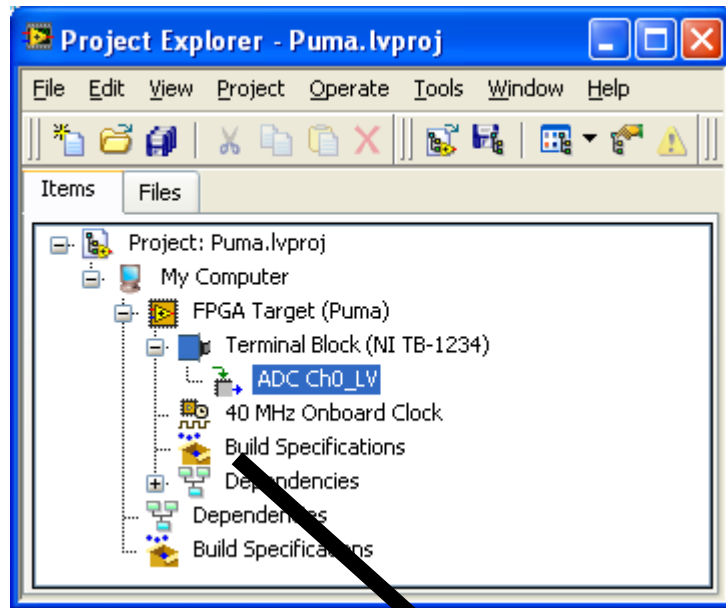 Project Explorer - Puma.lvproj
File Edit View Project Operate Tools Window Help
Items Files
Project: Puma.lvproj
My Computer
FPGA Target (Puma)
Terminal Block (NI TB-1234)
ADC Ch0_LV
40 MHz Onboard Clock
Build Specifications
Dependencies
Dependencies
Build Specifications